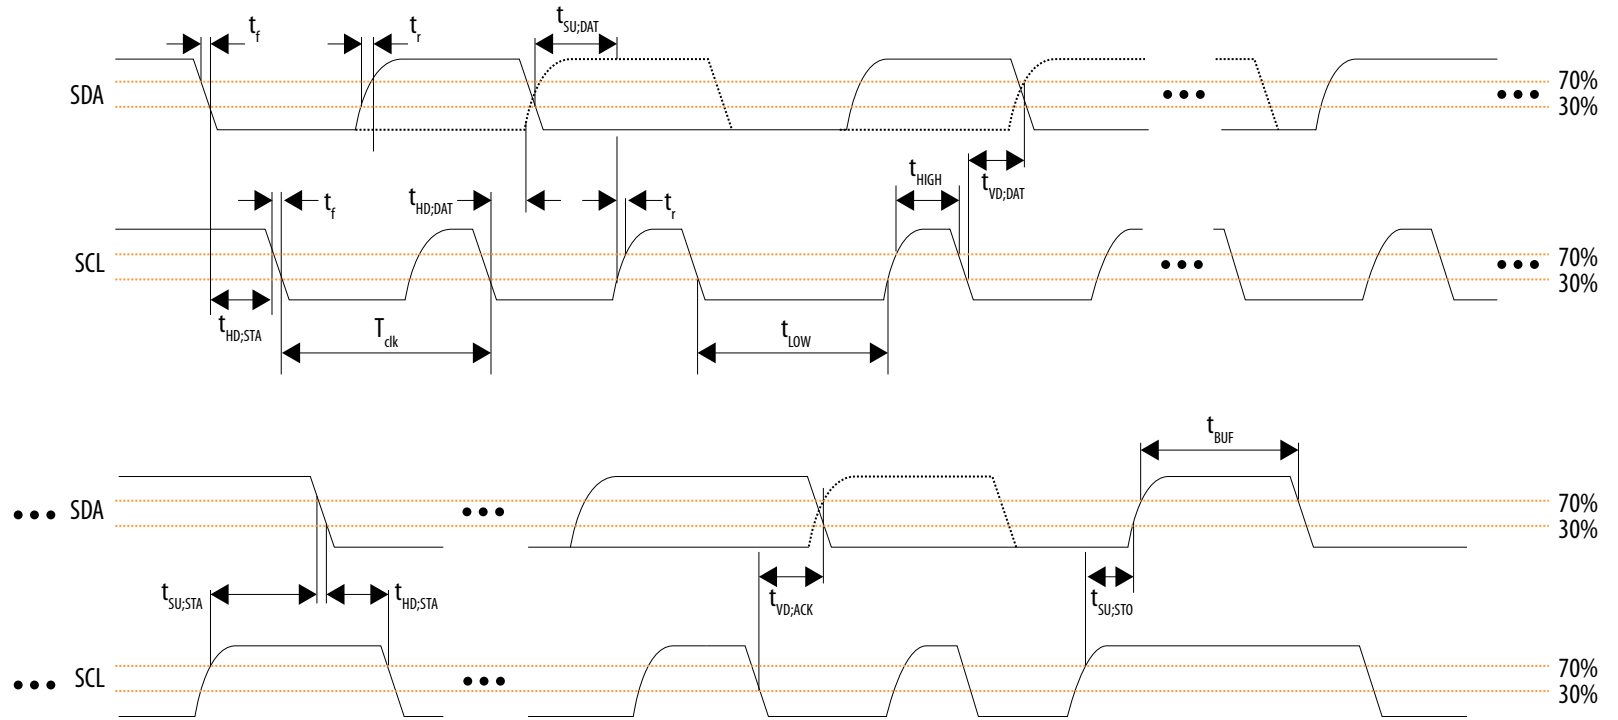 t_f t_r t_SU;DAT
SDA ••• ••• 70%
30%
t_f t_HD;DAT t_r t_HIGH t_VD;DAT
SCL ••• ••• 70%
30%
t_HD;STA T_clk t_LOW
t_BUF
••• SDA ••• 70%
30%
t_SU;STA t_HD;STA t_VD;ACK t_SU;STO
••• SCL ••• 70%
30%